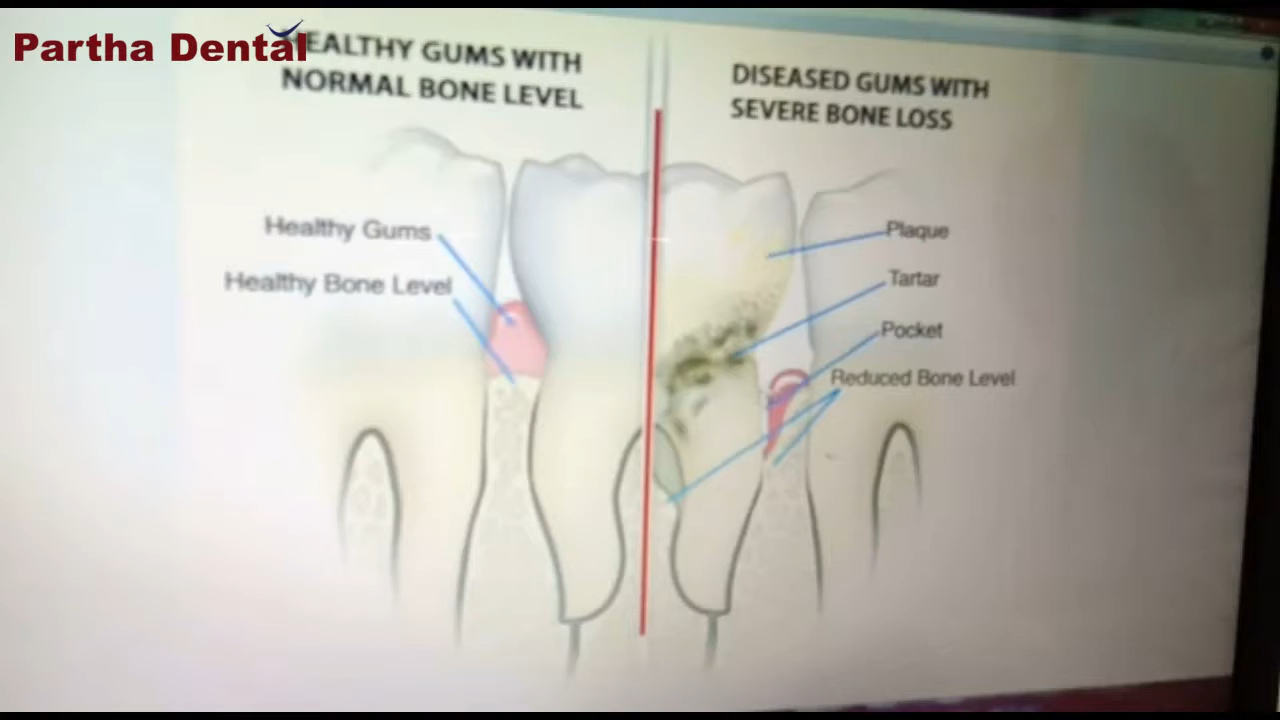 Partha Dental
HEALTHY GUMS WITH
NORMAL BONE LEVEL
Healthy Gums
Healthy Bone Level
DISEASED GUMS WITH
SEVERE BONE LOSS
Plaque
Tartar
Pocket
Reduced Bone Level